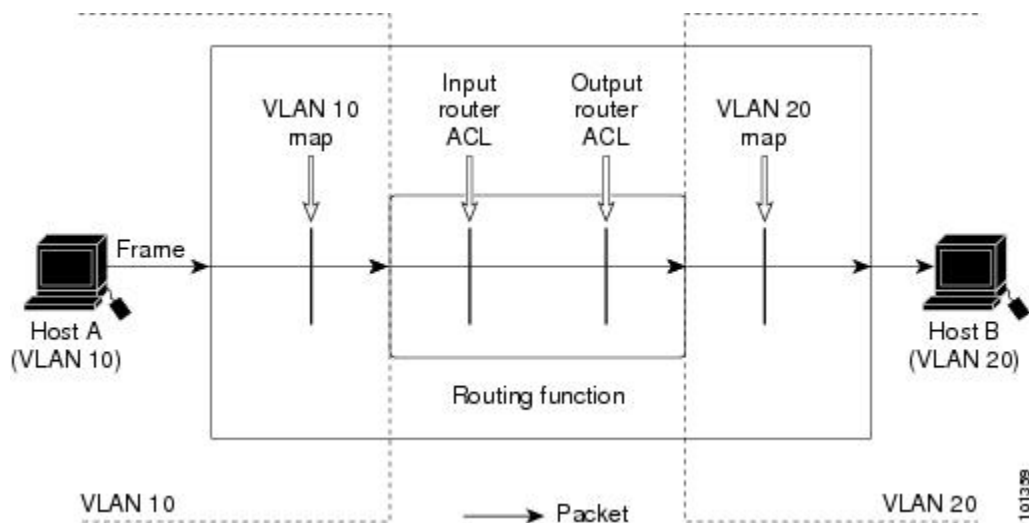 VLAN 10
map
Input
router
ACL
Output
router
ACL
VLAN 20
map
Frame
Host A
(VLAN 10)
Host B
(VLAN 20)
Routing function
VLAN 10
Packet
VLAN 20
101359